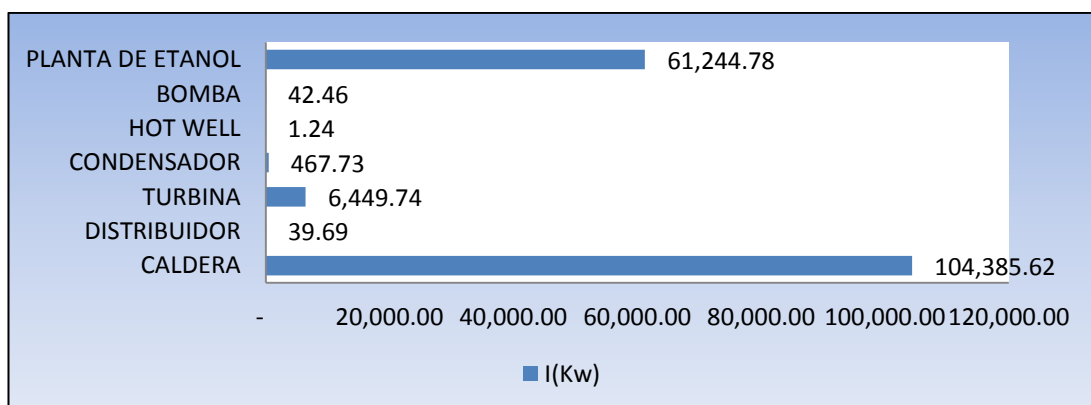 PLANTA DE ETANOL 61,244.78
BOMBA 42.46
HOT WELL 1.24
CONDENSADOR 467.73
TURBINA 6,449.74
DISTRIBUIDOR 39.69
CALDERA 104,385.62
- 20,000.00 40,000.00 60,000.00 80,000.00 100,000.00 120,000.00
I(Kw)